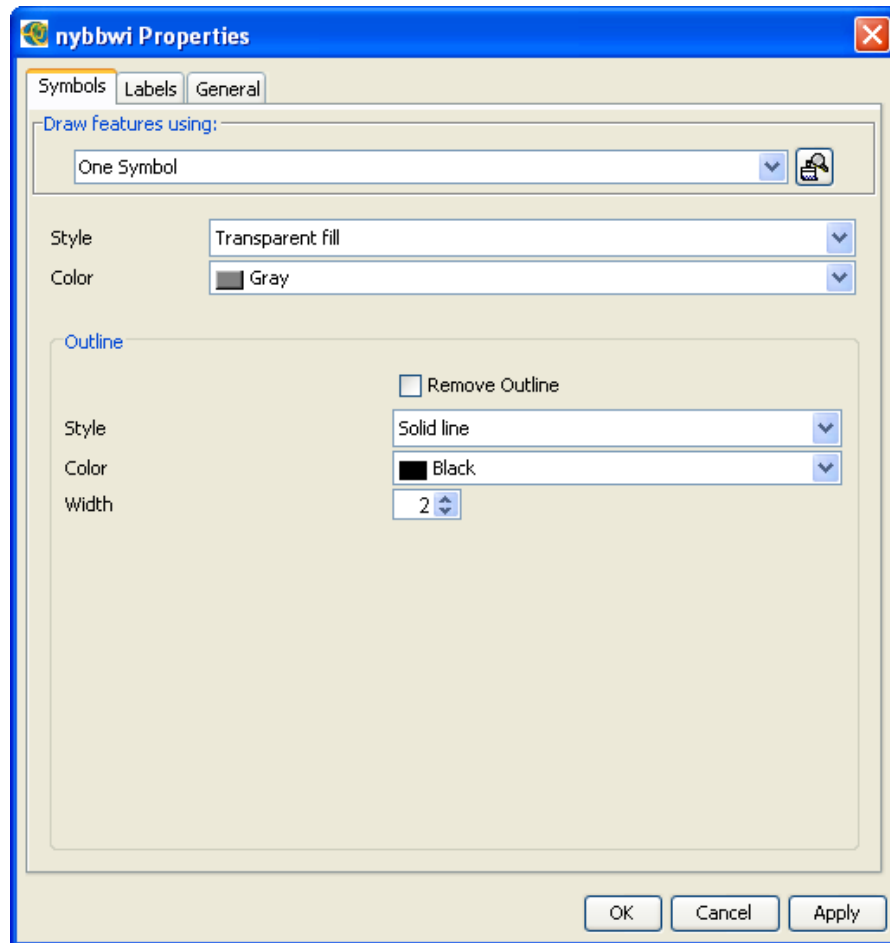 nybbwi Properties
Symbols Labels General
Draw features using:
One Symbol
Style Transparent fill
Color Gray
Outline
Remove Outline
Style Solid line
Color Black
Width 2
OK Cancel Apply